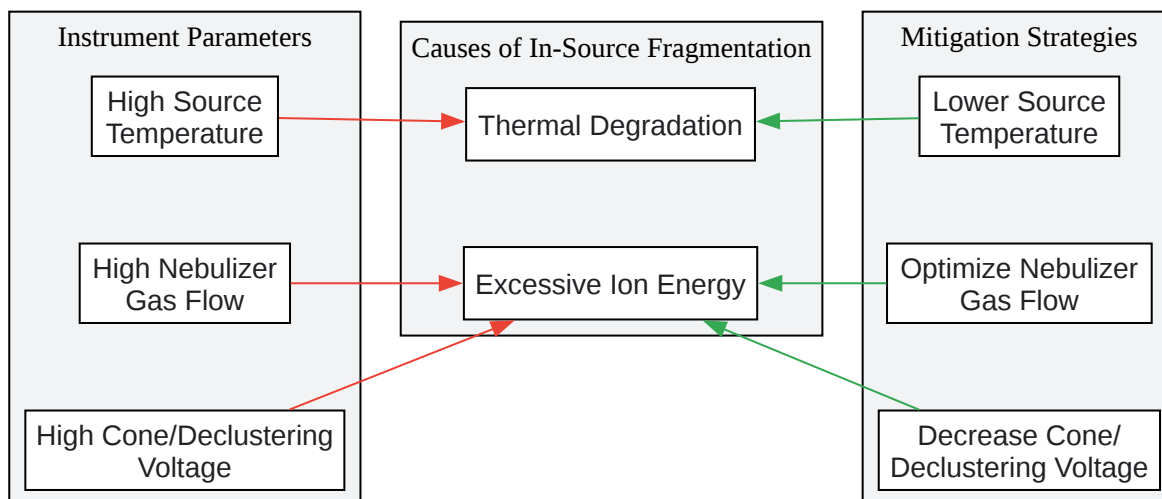 Instrument Parameters
High Source
Temperature
High Nebulizer
Gas Flow
High Cone/Declustering
Voltage
Causes of In-Source Fragmentation
Thermal Degradation
Excessive Ion Energy
Mitigation Strategies
Lower Source
Temperature
Optimize Nebulizer
Gas Flow
Decrease Cone/
Declustering Voltage